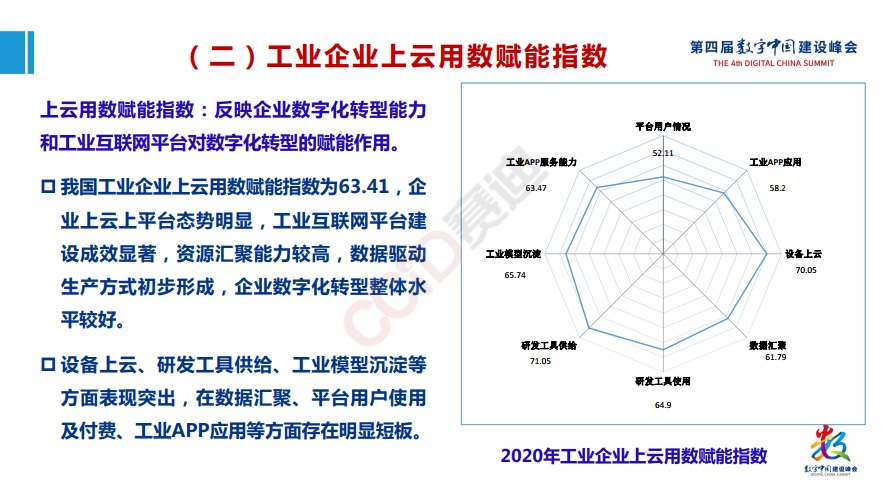 （二）工业企业上云用数赋能指数
第四届数字中国建设峰会
THE 4th DIGITAL CHINA SUMMIT
上云用数赋能指数：反映企业数字化转型能力
和工业互联网平台对数字化转型的赋能作用。
我国工业企业上云用数赋能指数为63.41，企
业上云上平台态势明显，工业互联网平台建
设成效显著，资源汇聚能力较高，数据驱动
生产方式初步形成，企业数字化转型整体水
平较好。
设备上云、研发工具供给、工业模型沉淀等
方面表现突出，在数据汇聚、平台用户使用
及付费、工业APP应用等方面存在明显短板。
平台用户情况
52.11
工业APP应用
58.2
设备上云
70.05
数据汇聚
61.79
研发工具使用
64.9
研发工具供给
71.05
工业模型沉淀
65.74
工业APP服务能力
63.47
2020年工业企业上云用数赋能指数
CCID赛迪
数字中国建设峰会
DIGITAL CHINA SUMMIT